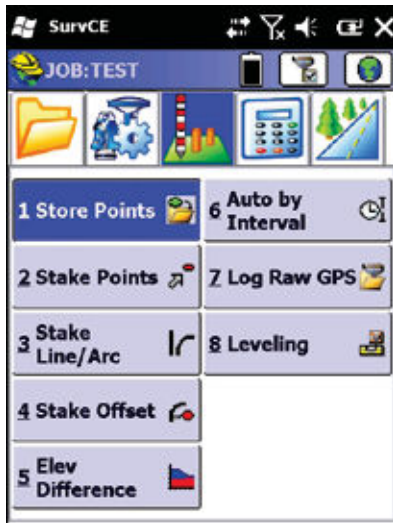 SurvCE
JOB:TEST
1 Store Points
2 Stake Points
3 Stake
Line/Arc
4 Stake Offset
5 Elev
Difference
6 Auto by
Interval
7 Log Raw GPS
8 Leveling